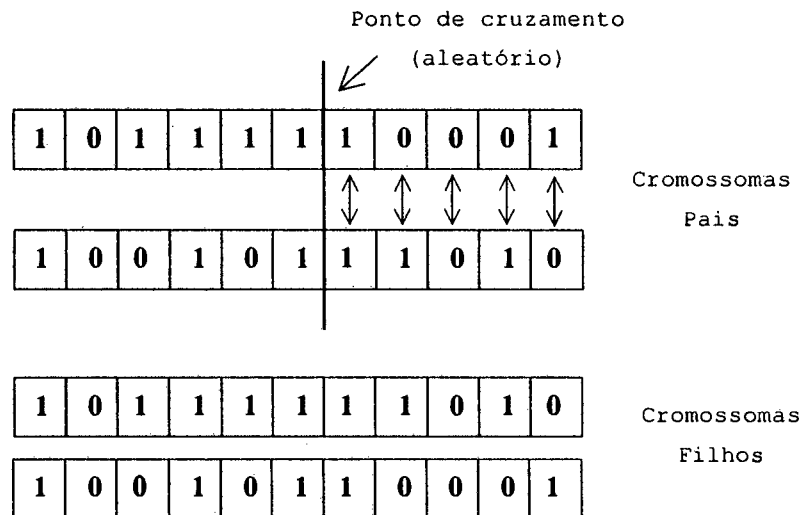 Ponto de cruzamento
(aleatório)
1 0 1 1 1 1 1 0 0 0 1
Cromossomas
Pais
1 0 0 1 0 1 1 1 0 1 0
1 0 1 1 1 1 1 1 0 1 0
Cromossomas
Filhos
1 0 0 1 0 1 1 0 0 0 1